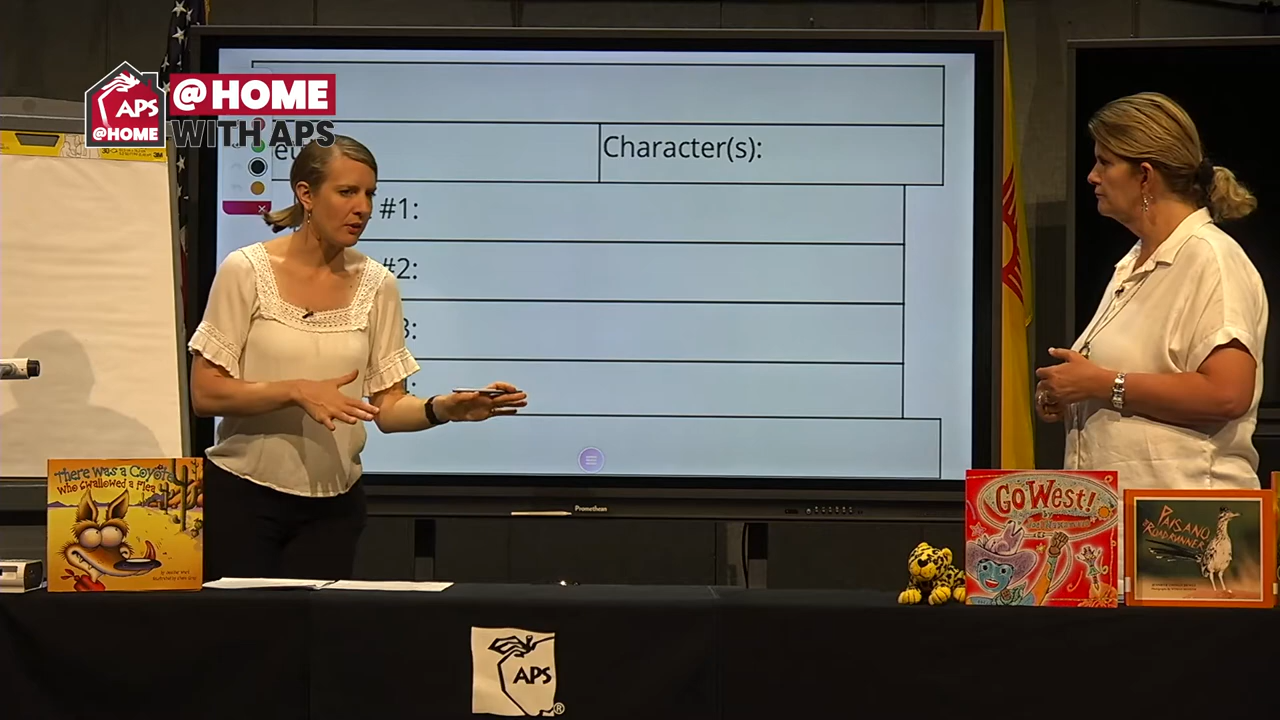 @HOME
WITH APS
APS
@HOME
Character(s):
#1:
#2:
3:
Promethean
There was a Coyote
Who Swallowed a Flea
GO WEST!
PAISANO
THE ROADRUNNER
APS
®